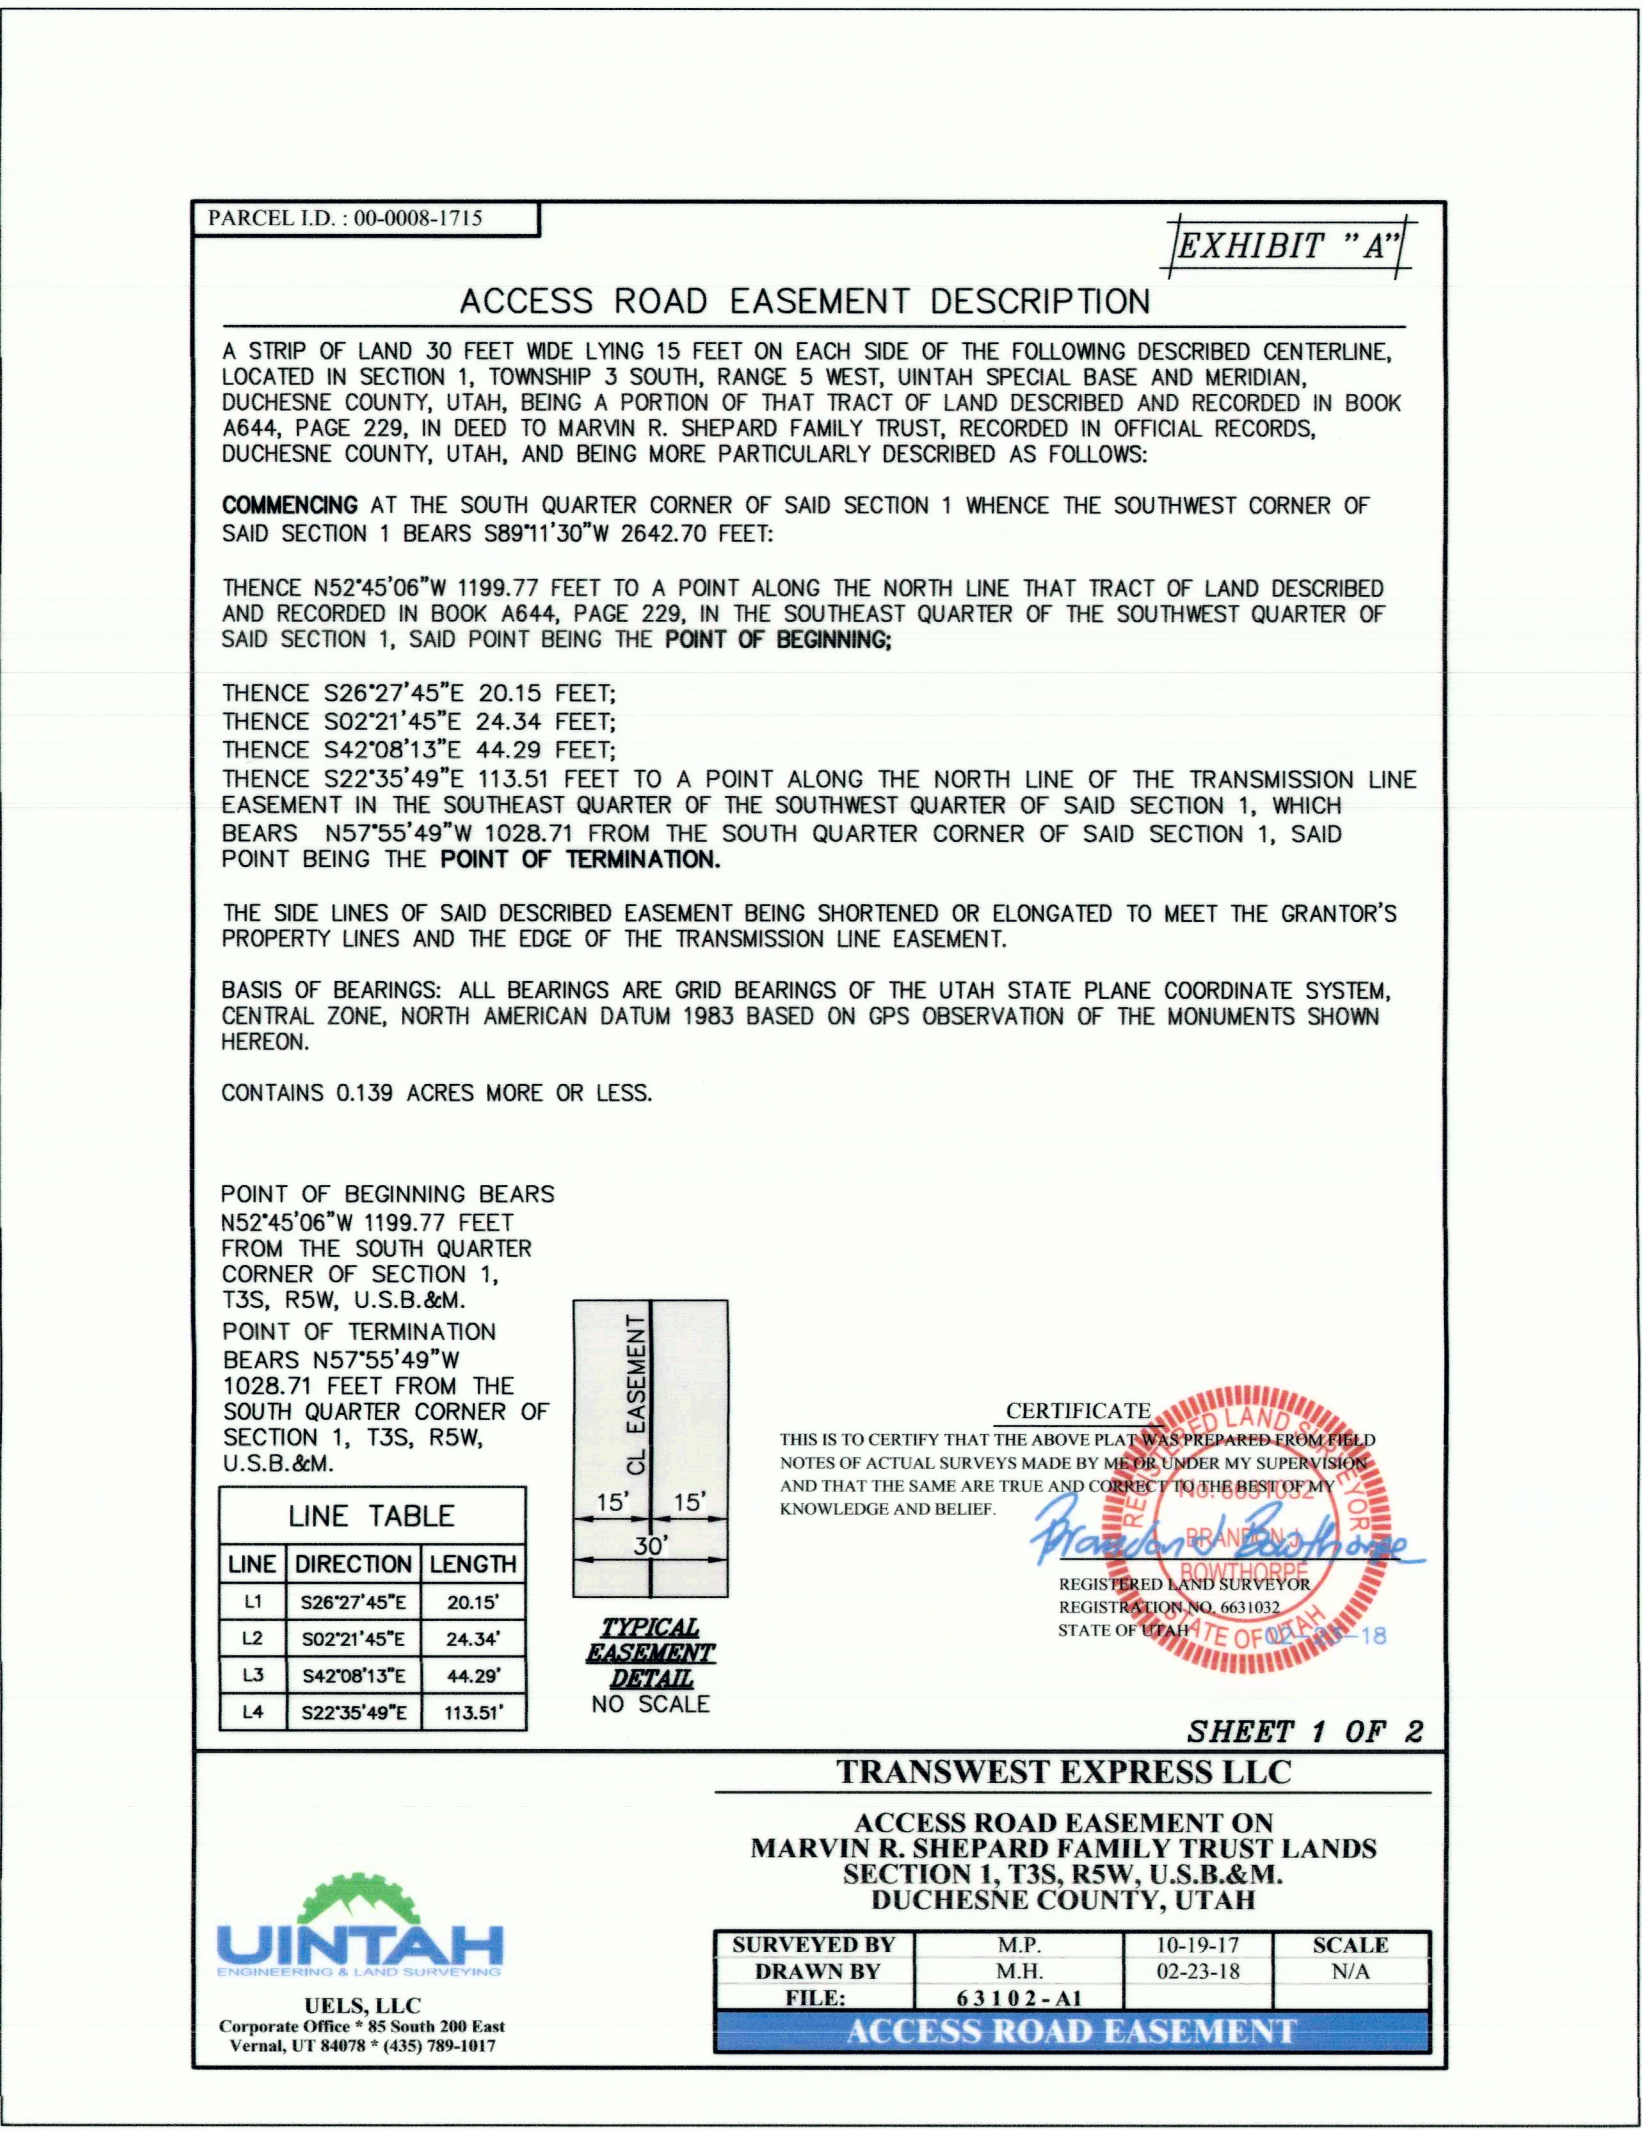 PARCEL I.D. : 00-0008-1715
EXHIBIT "A"
ACCESS ROAD EASEMENT DESCRIPTION
A STRIP OF LAND 30 FEET WIDE LYING 15 FEET ON EACH SIDE OF THE FOLLOWING DESCRIBED CENTERLINE,
LOCATED IN SECTION 1, TOWNSHIP 3 SOUTH, RANGE 5 WEST, UINTAH SPECIAL BASE AND MERIDIAN,
DUCHESNE COUNTY, UTAH, BEING A PORTION OF THAT TRACT OF LAND DESCRIBED AND RECORDED IN BOOK
A644, PAGE 229, IN DEED TO MARVIN R. SHEPARD FAMILY TRUST, RECORDED IN OFFICIAL RECORDS,
DUCHESNE COUNTY, UTAH, AND BEING MORE PARTICULARLY DESCRIBED AS FOLLOWS:
COMMENCING AT THE SOUTH QUARTER CORNER OF SAID SECTION 1 WHENCE THE SOUTHWEST CORNER OF
SAID SECTION 1 BEARS S89°11'30"W 2642.70 FEET:
THENCE N52°45'06"W 1199.77 FEET TO A POINT ALONG THE NORTH LINE THAT TRACT OF LAND DESCRIBED
AND RECORDED IN BOOK A644, PAGE 229, IN THE SOUTHEAST QUARTER OF THE SOUTHWEST QUARTER OF
SAID SECTION 1, SAID POINT BEING THE POINT OF BEGINNING;
THENCE S26°27'45"E 20.15 FEET;
THENCE S02°21'45"E 24.34 FEET;
THENCE S42°08'13"E 44.29 FEET;
THENCE S22°35'49"E 113.51 FEET TO A POINT ALONG THE NORTH LINE OF THE TRANSMISSION LINE
EASEMENT IN THE SOUTHEAST QUARTER OF THE SOUTHWEST QUARTER OF SAID SECTION 1, WHICH
BEARS N57°55'49"W 1028.71 FROM THE SOUTH QUARTER CORNER OF SAID SECTION 1, SAID
POINT BEING THE POINT OF TERMINATION.
THE SIDE LINES OF SAID DESCRIBED EASEMENT BEING SHORTENED OR ELONGATED TO MEET THE GRANTOR'S
PROPERTY LINES AND THE EDGE OF THE TRANSMISSION LINE EASEMENT.
BASIS OF BEARINGS: ALL BEARINGS ARE GRID BEARINGS OF THE UTAH STATE PLANE COORDINATE SYSTEM,
CENTRAL ZONE, NORTH AMERICAN DATUM 1983 BASED ON GPS OBSERVATION OF THE MONUMENTS SHOWN
HEREON.
CONTAINS 0.139 ACRES MORE OR LESS.
POINT OF BEGINNING BEARS
N52°45'06"W 1199.77 FEET
FROM THE SOUTH QUARTER
CORNER OF SECTION 1,
T3S, R5W, U.S.B.&M.
POINT OF TERMINATION
BEARS N57°55'49"W
1028.71 FEET FROM THE
SOUTH QUARTER CORNER OF
SECTION 1, T3S, R5W,
U.S.B.&M.
LINE TABLE
LINE DIRECTION LENGTH
L1 S26°27'45"E 20.15'
L2 S02°21'45"E 24.34'
L3 S42°08'13"E 44.29'
L4 S22°35'49"E 113.51'
CL EASEMENT
15' 15'
30'
TYPICAL
EASEMENT
DETAIL
NO SCALE
CERTIFICATE
THIS IS TO CERTIFY THAT THE ABOVE PLAT WAS PREPARED FROM FIELD
NOTES OF ACTUAL SURVEYS MADE BY ME OR UNDER MY SUPERVISION
AND THAT THE SAME ARE TRUE AND CORRECT TO THE BEST OF MY
KNOWLEDGE AND BELIEF.
REGISTERED LAND SURVEYOR
No. 6631032
BRANDON J.
BOWTHORPE
STATE OF UTAH
Brandon J Bowthorpe
REGISTERED LAND SURVEYOR
REGISTRATION NO. 6631032
STATE OF UTAH
02-23-18
SHEET 1 OF 2
TRANSWEST EXPRESS LLC
ACCESS ROAD EASEMENT ON
MARVIN R. SHEPARD FAMILY TRUST LANDS
SECTION 1, T3S, R5W, U.S.B.&M.
DUCHESNE COUNTY, UTAH
UINTAH
ENGINEERING & LAND SURVEYING
UELS, LLC
Corporate Office * 85 South 200 East
Vernal, UT 84078 * (435) 789-1017
SURVEYED BY M.P. 10-19-17 SCALE
DRAWN BY M.H. 02-23-18 N/A
FILE: 63102-A1
ACCESS ROAD EASEMENT